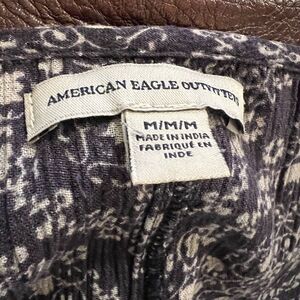 AMERICAN EAGLE OUTFITTERS
M/M/M
MADE IN INDIA
FABRIQUÉ EN
INDE